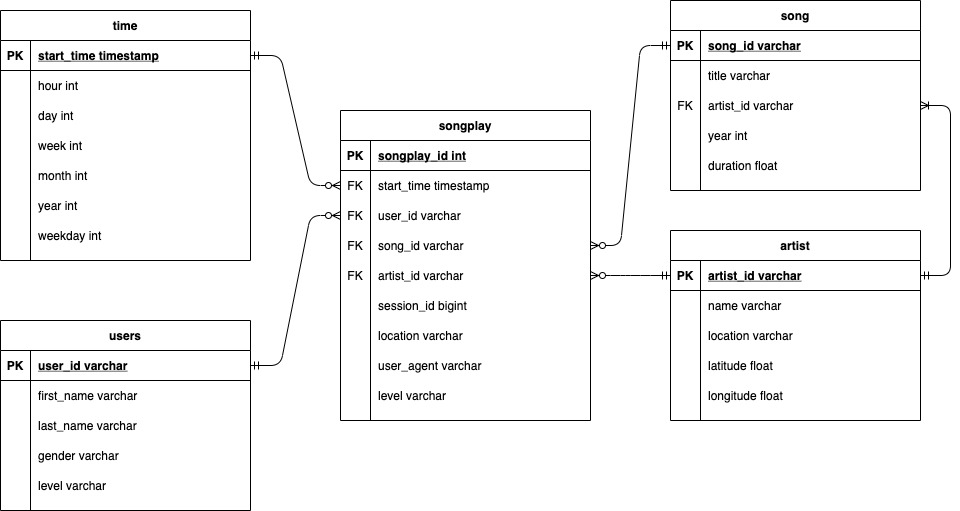 time
PK start_time timestamp
hour int
day int
week int
month int
year int
weekday int
users
PK user_id varchar
first_name varchar
last_name varchar
gender varchar
level varchar
songplay
PK songplay_id int
FK start_time timestamp
FK user_id varchar
FK song_id varchar
FK artist_id varchar
session_id bigint
location varchar
user_agent varchar
level varchar
song
PK song_id varchar
title varchar
FK artist_id varchar
year int
duration float
artist
PK artist_id varchar
name varchar
location varchar
latitude float
longitude float